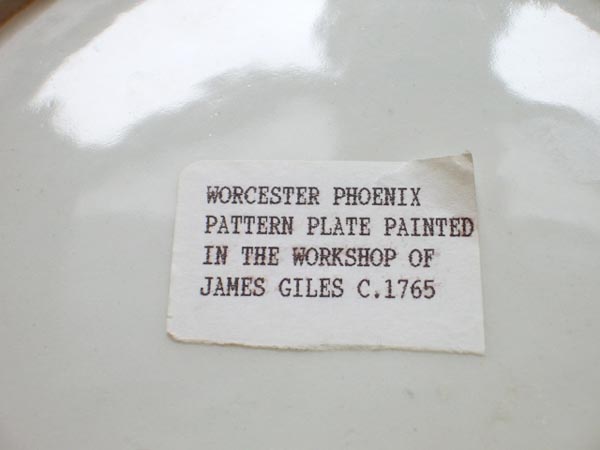 WORCESTER PHOENIX
PATTERN PLATE PAINTED
IN THE WORKSHOP OF
JAMES GILES C.1765